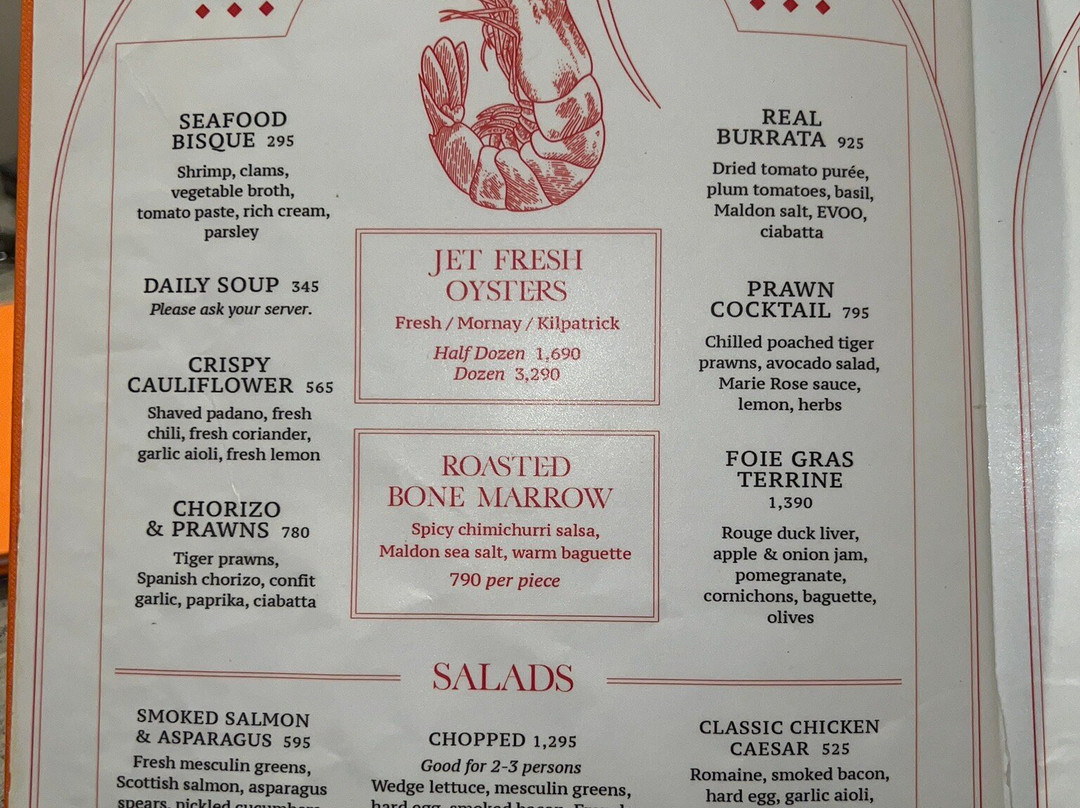 SEAFOOD
BISQUE 295
Shrimp, clams,
vegetable broth,
tomato paste, rich cream,
parsley
DAILY SOUP 345
Please ask your server.
CRISPY
CAULIFLOWER 565
Shaved padano, fresh
chili, fresh coriander,
garlic aioli, fresh lemon
CHORIZO
& PRAWNS 780
Tiger prawns,
Spanish chorizo, confit
garlic, paprika, ciabatta
JET FRESH
OYSTERS
Fresh / Mornay / Kilpatrick
Half Dozen 1,690
Dozen 3,290
ROASTED
BONE MARROW
Spicy chimichurri salsa,
Maldon sea salt, warm baguette
790 per piece
REAL
BURRATA 925
Dried tomato purée,
plum tomatoes, basil,
Maldon salt, EVOO,
ciabatta
PRAWN
COCKTAIL 795
Chilled poached tiger
prawns, avocado salad,
Marie Rose sauce,
lemon, herbs
FOIE GRAS
TERRINE
1,390
Rouge duck liver,
apple & onion jam,
pomegranate,
cornichons, baguette,
olives
SALADS
SMOKED SALMON
& ASPARAGUS 595
Fresh mesculin greens,
Scottish salmon, asparagus
spears, pickled cucumbers,
CHOPPED 1,295
Good for 2-3 persons
Wedge lettuce, mesculin greens,
hard egg, smoked bacon,
CLASSIC CHICKEN
CAESAR 525
Romaine, smoked bacon,
hard egg, garlic aioli,